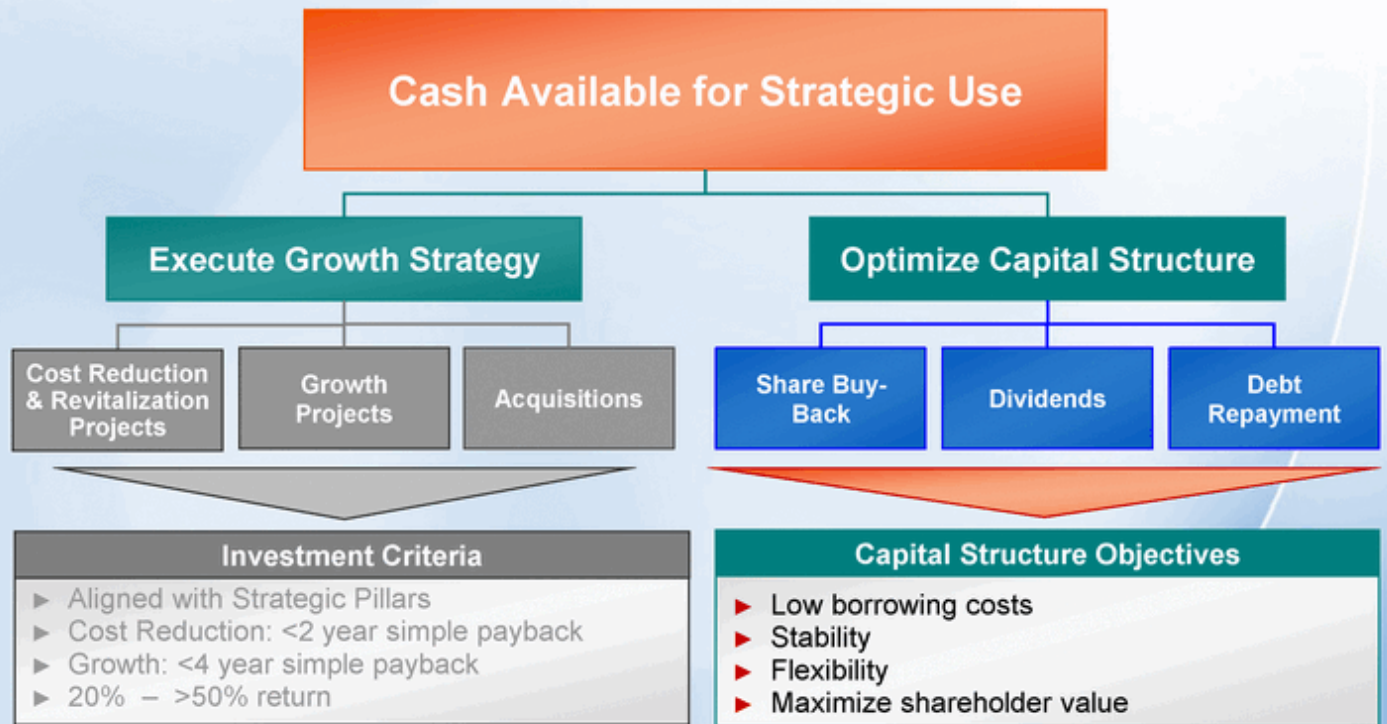 Cash Available for Strategic Use
Execute Growth Strategy
Optimize Capital Structure
Cost Reduction
& Revitalization
Projects
Growth
Projects
Acquisitions
Share Buy-
Back
Dividends
Debt
Repayment
Investment Criteria
► Aligned with Strategic Pillars
► Cost Reduction: <2 year simple payback
► Growth: <4 year simple payback
► 20% – >50% return
Capital Structure Objectives
► Low borrowing costs
► Stability
► Flexibility
► Maximize shareholder value